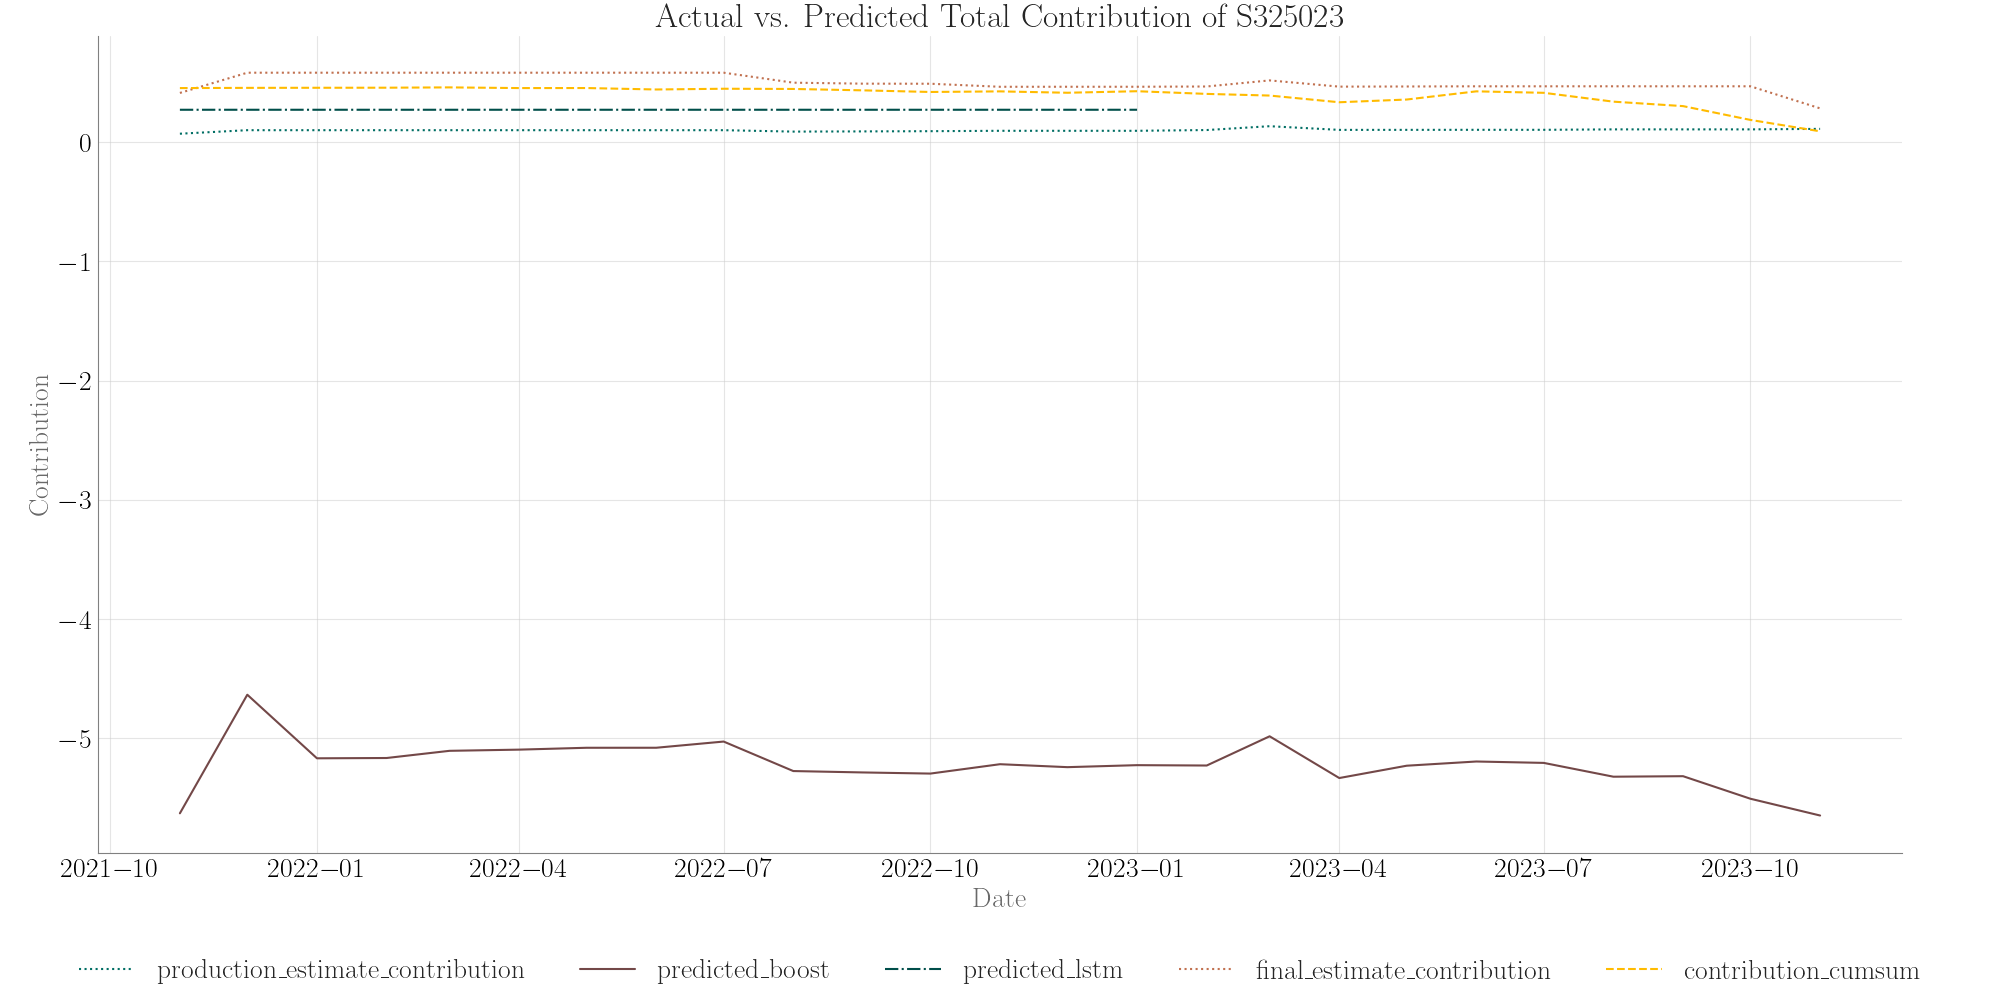 Actual vs. Predicted Total Contribution of S325023
Contribution
0
−1
−2
−3
−4
−5
2021−10 2022−01 2022−04 2022−07 2022−10 2023−01 2023−04 2023−07 2023−10
Date
production_estimate_contribution predicted_boost predicted_lstm final_estimate_contribution contribution_cumsum